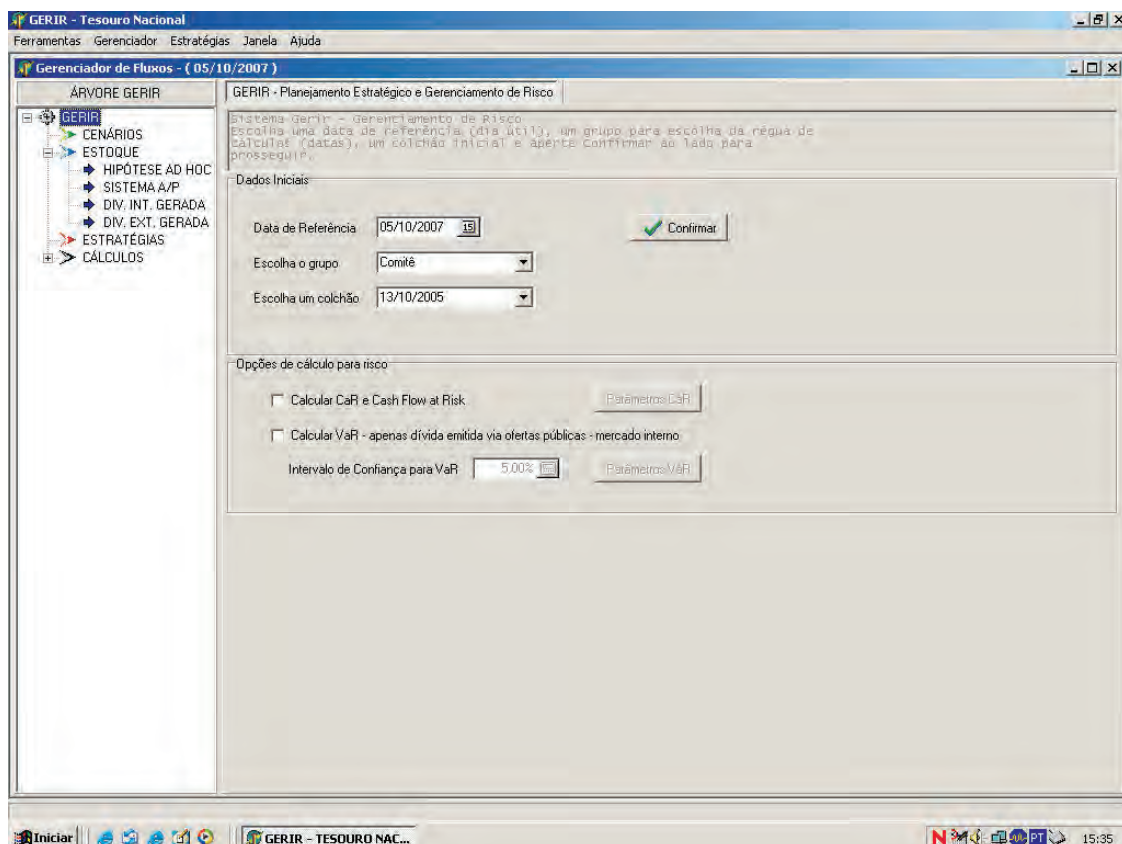 GERIR - Tesouro Nacional
Ferramentas Gerenciador Estratégias Janela Ajuda
Gerenciador de Fluxos - ( 05/10/2007 )
ÁRVORE GERIR
GERIR
CENÁRIOS
ESTOQUE
HIPÓTESE AD HOC
SISTEMA A/P
DIV. INT. GERADA
DIV. EXT. GERADA
ESTRATÉGIAS
CÁLCULOS
GERIR - Planejamento Estratégico e Gerenciamento de Risco
Sistema Gerir - Gerenciamento de Risco
Escolha uma data de referência (dia útil), um grupo para escolha da régua de
cálculos (datas), um colchão inicial e aperte Confirmar ao lado para
prosseguir.
Dados Iniciais
Data de Referência 05/10/2007 15
Confirmar
Escolha o grupo Comitê
Escolha um colchão 13/10/2005
Opções de cálculo para risco
Calcular CaR e Cash Flow at Risk
Parâmetros CaR
Calcular VaR - apenas dívida emitida via ofertas públicas - mercado interno
Intervalo de Confiança para VaR 5,00%
Parâmetros VaR
Iniciar
GERIR - TESOURO NAC...
N
PT
15:35